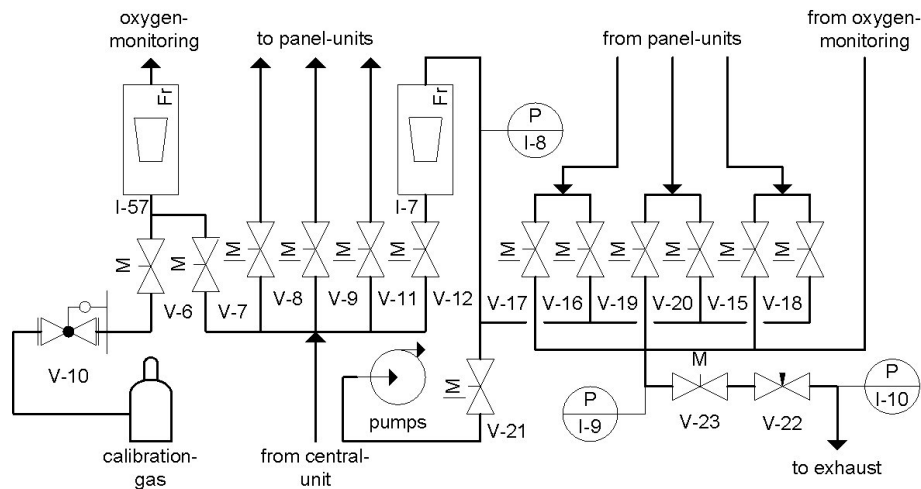 oxygen-
monitoring
to panel-units
from panel-units
from oxygen-
monitoring
Fr
Fr
P
I-8
I-57
I-7
M
M
M
M
M
M
M
M
M
M
M
M
V-6
V-7
V-8
V-9
V-11
V-12
V-17
V-16
V-19
V-20
V-15
V-18
V-10
M
M
P
I-9
P
I-10
pumps
V-21
V-23
V-22
calibration-
gas
from central-
unit
to exhaust